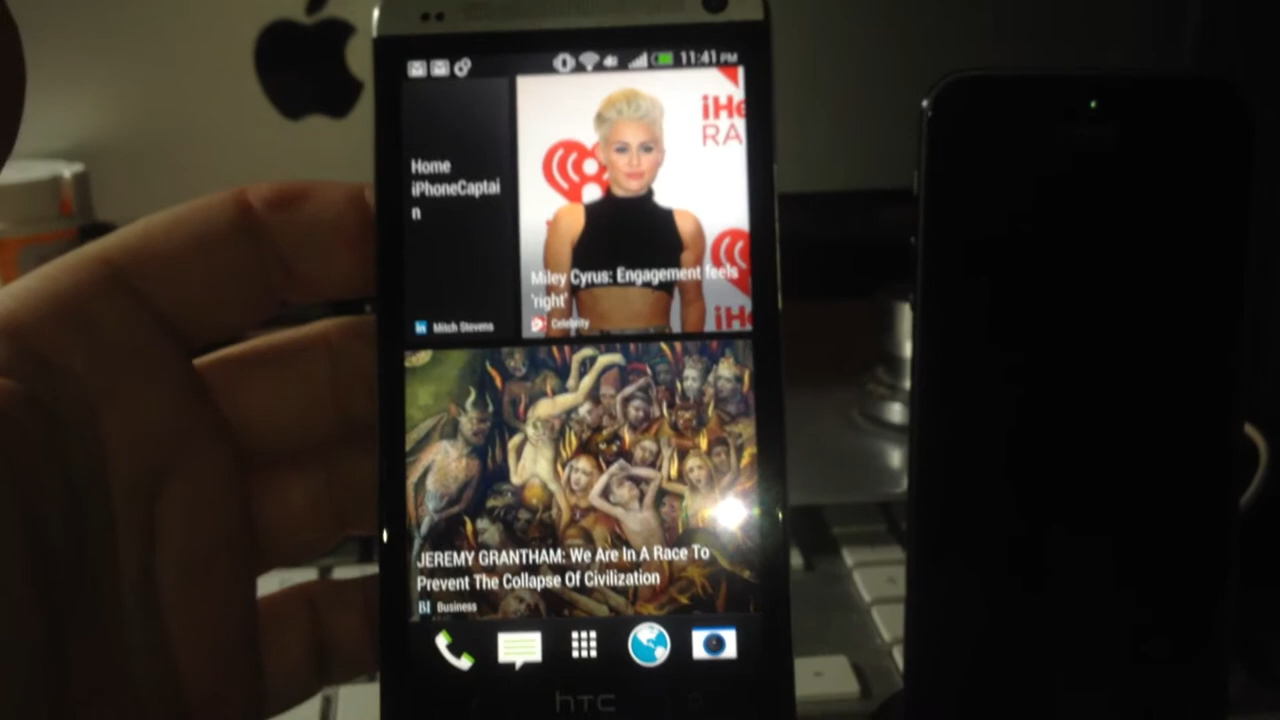 11:41 PM
iHe
RA
Home
iPhoneCaptai
n
Mitch Stevens
Miley Cyrus: Engagement feels
'right'
Celebrity
JEREMY GRANTHAM: We Are In A Race To
Prevent The Collapse Of Civilization
BI Business
hTC